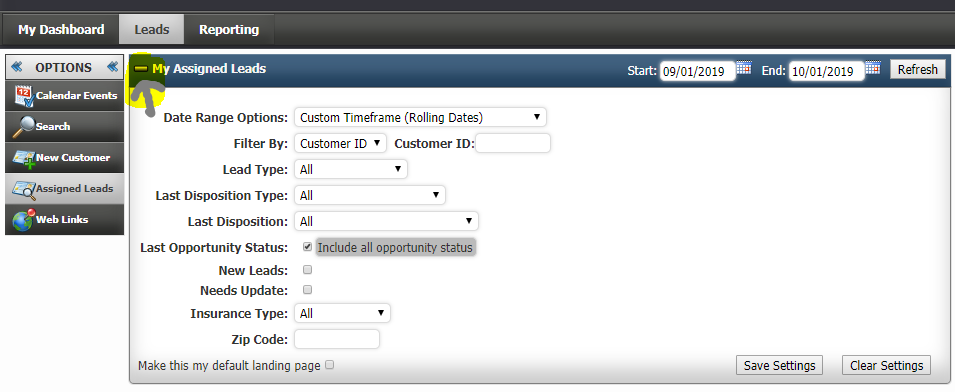 My Dashboard Leads Reporting
OPTIONS
Calendar Events
Search
New Customer
Assigned Leads
Web Links
My Assigned Leads Start: 09/01/2019 End: 10/01/2019 Refresh
Date Range Options: Custom Timeframe (Rolling Dates)
Filter By: Customer ID Customer ID:
Lead Type: All
Last Disposition Type: All
Last Disposition: All
Last Opportunity Status: Include all opportunity status
New Leads:
Needs Update:
Insurance Type: All
Zip Code:
Make this my default landing page Save Settings Clear Settings